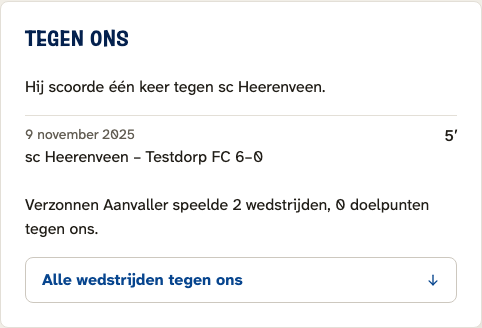 TEGEN ONS
Hij scoorde één keer tegen sc Heerenveen.
9 november 2025
5′
sc Heerenveen – Testdorp FC 6–0
Verzonnen Aanvaller speelde 2 wedstrijden, 0 doelpunten
tegen ons.
Alle wedstrijden tegen ons ↓